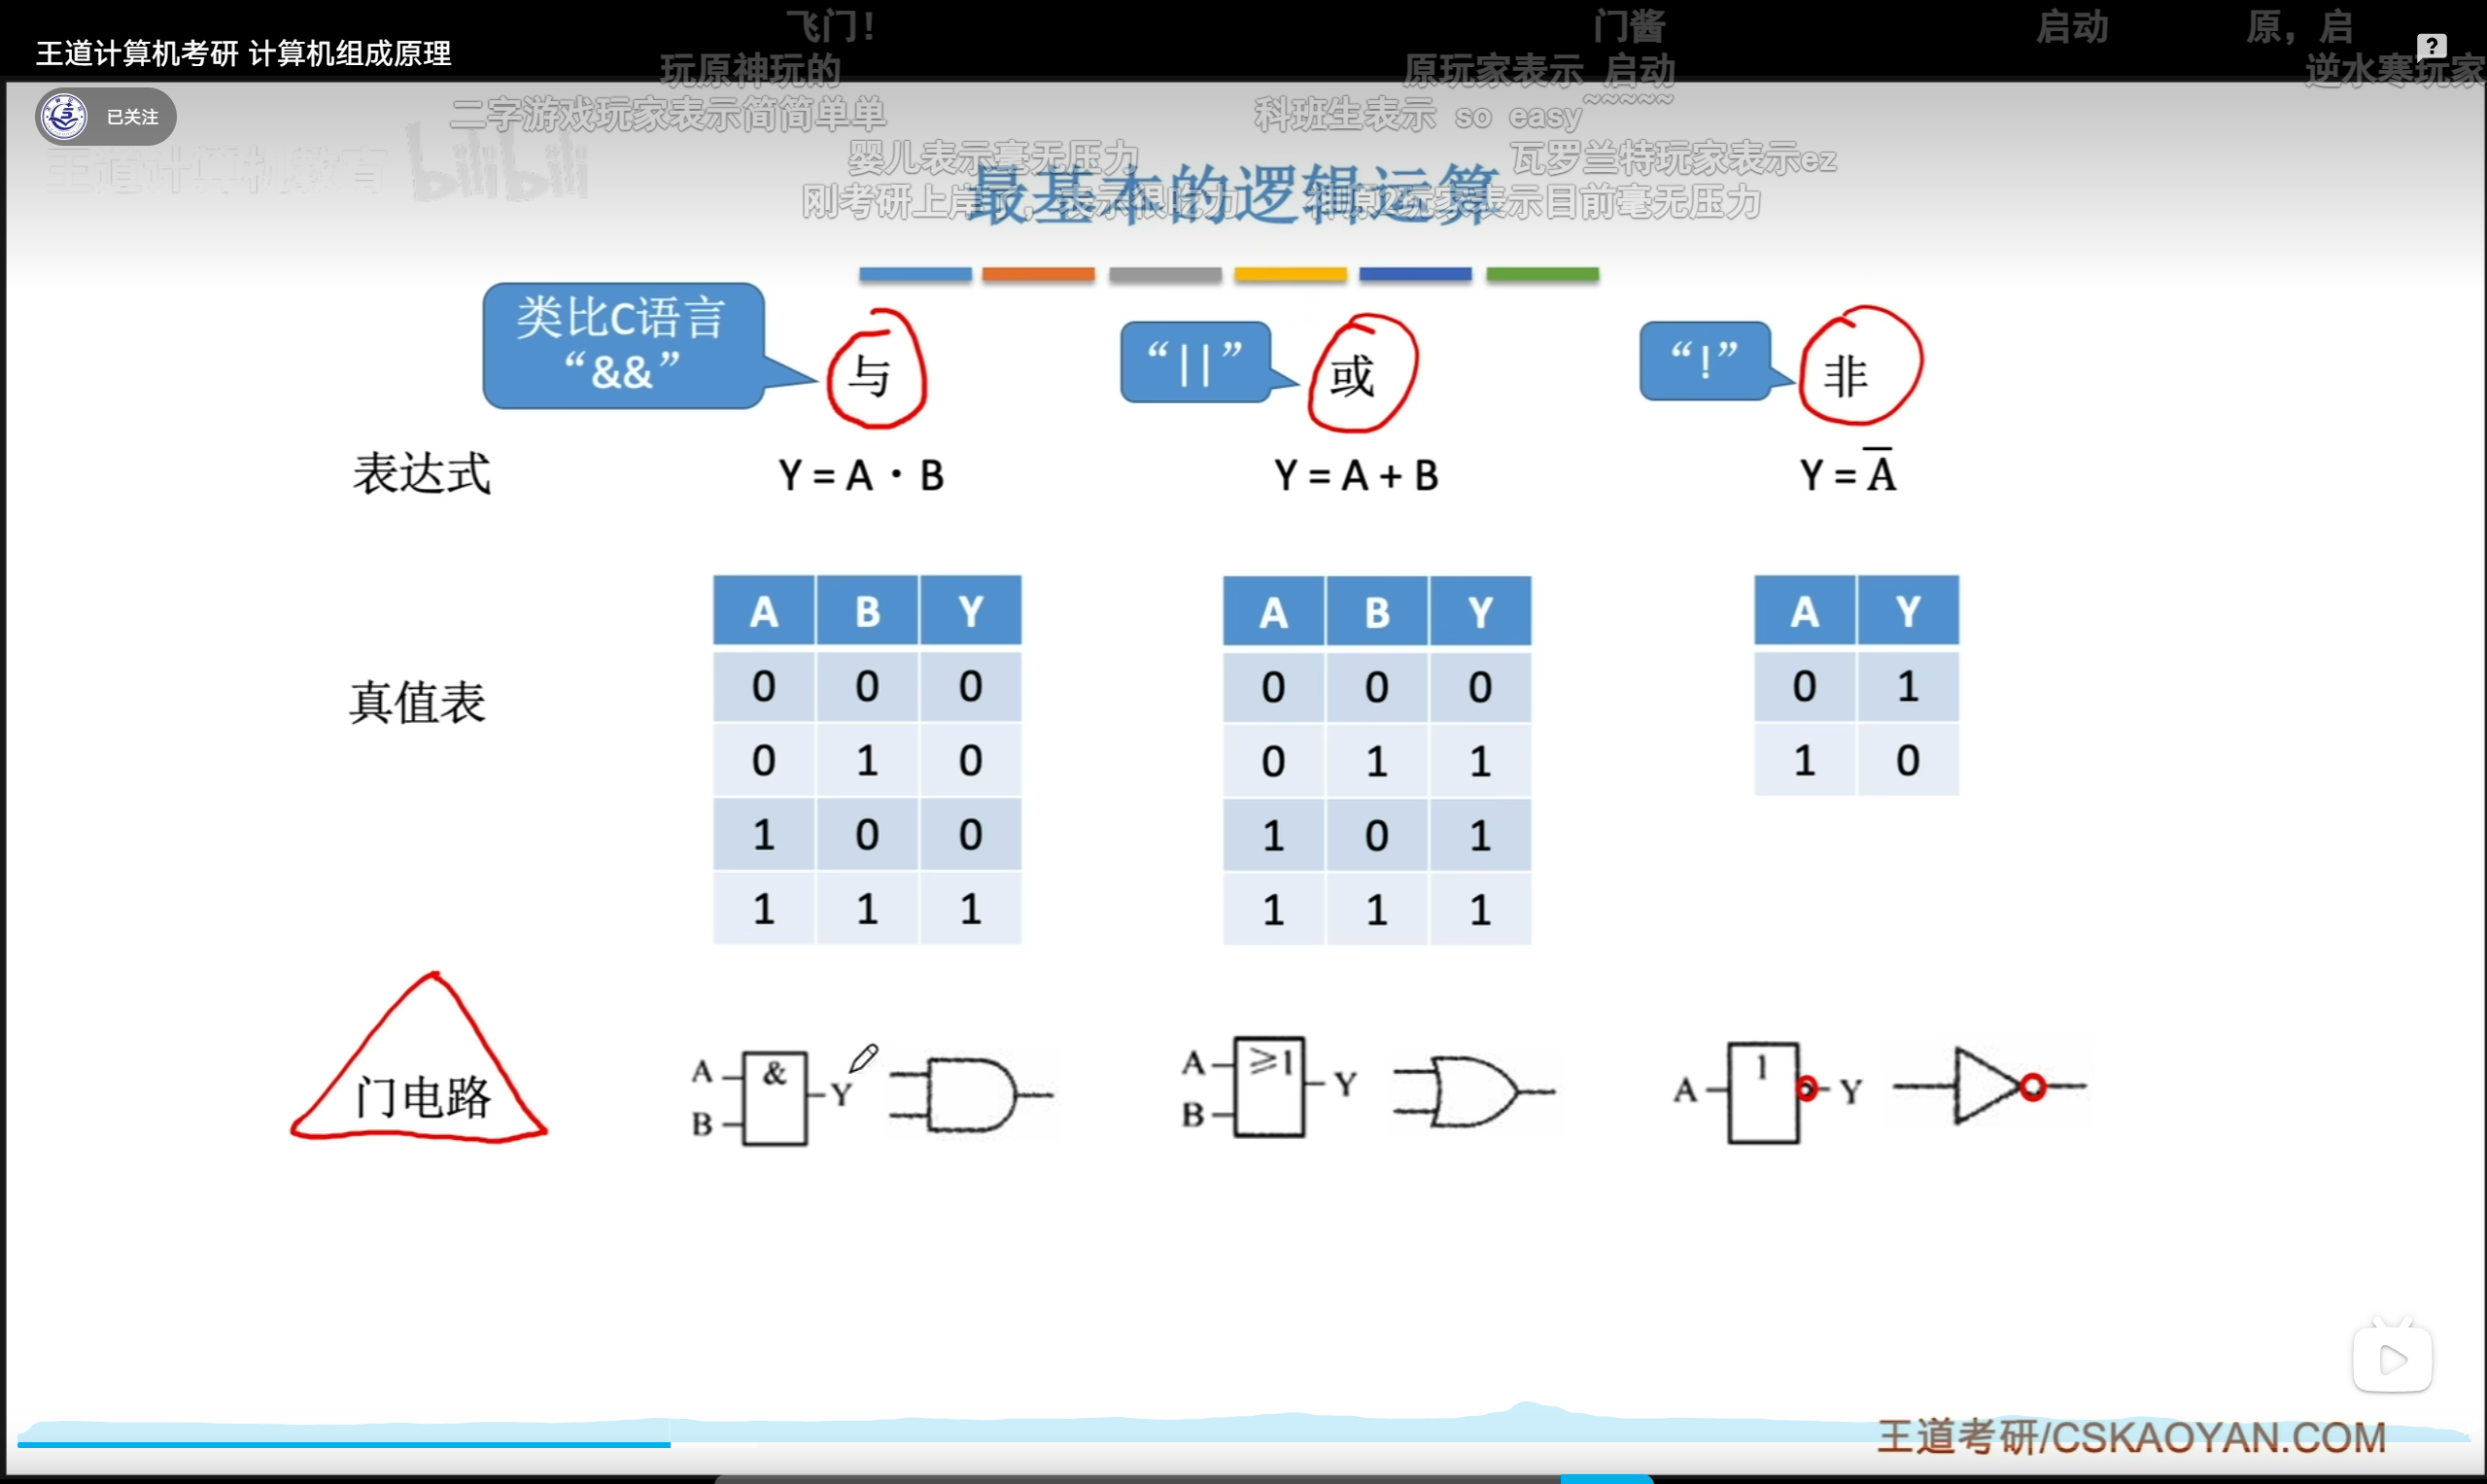 飞门！ 门酱 启动 原，启
王道计算机考研 计算机组成原理
玩原神玩的 原玩家表示 启动 逆水寒玩家
已关注 二字游戏玩家表示简简单单 科班生表示 so easy~~~~~
王道计算机教育 bilibili
婴儿表示毫无压力 瓦罗兰特玩家表示ez
最基本的逻辑运算
刚考研上岸 表示很吃力 玩家表示目前毫无压力
类比C语言
“&&” 与 “||” 或 “!” 非
表达式 Y = A · B Y = A + B Y = A̅
A B Y A B Y A Y
0 0 0 0 0 0 0 1
真值表
0 1 0 0 1 1 1 0
1 0 0 1 0 1
1 1 1 1 1 1
门电路 A B & Y A B ≥1 Y A 1 Y
王道考研/CSKAOYAN.COM